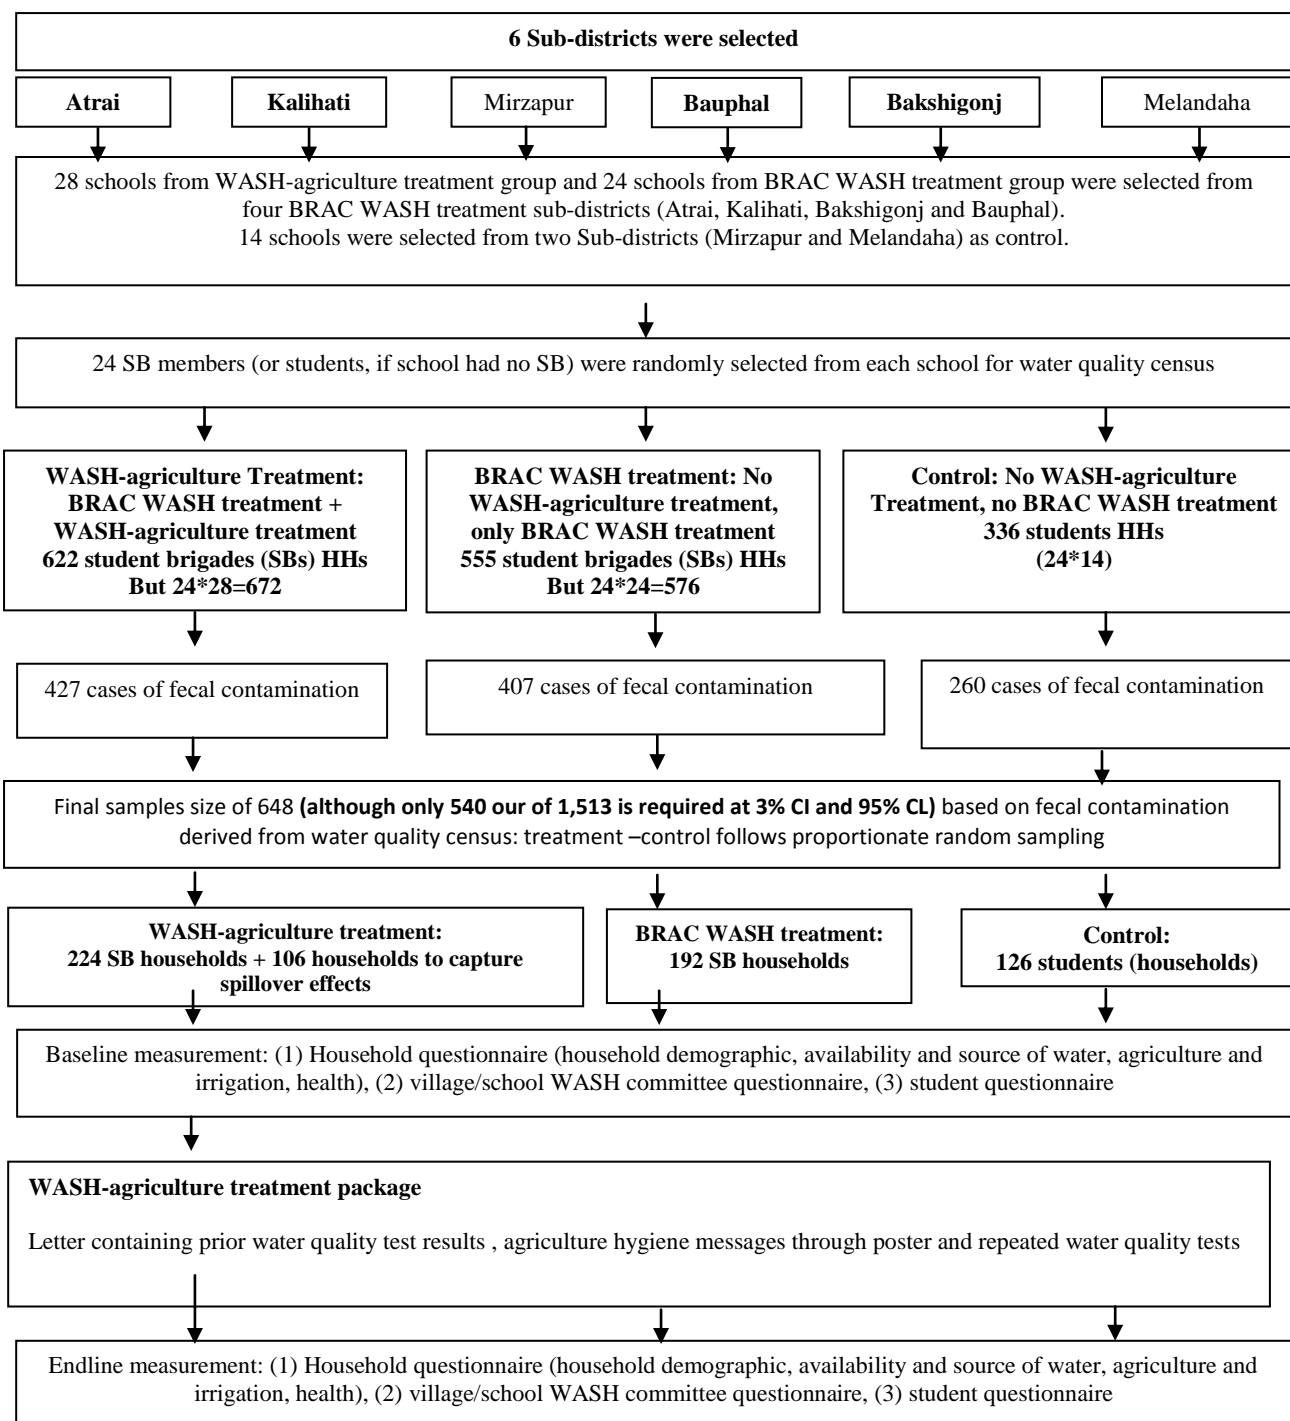 6 Sub-districts were selected
Atrai
Kalihati
Mirzapur
Bauphal
Bakshigonj
Melandaha
28 schools from WASH-agriculture treatment group and 24 schools from BRAC WASH treatment group were selected from
four BRAC WASH treatment sub-districts (Atrai, Kalihati, Bakshigonj and Bauphal).
14 schools were selected from two Sub-districts (Mirzapur and Melandaha) as control.
24 SB members (or students, if school had no SB) were randomly selected from each school for water quality census
WASH-agriculture Treatment:
BRAC WASH treatment +
WASH-agriculture treatment
622 student brigades (SBs) HHs
But 24*28=672
BRAC WASH treatment: No
WASH-agriculture treatment,
only BRAC WASH treatment
555 student brigades (SBs) HHs
But 24*24=576
Control: No WASH-agriculture
Treatment, no BRAC WASH treatment
336 students HHs
(24*14)
427 cases of fecal contamination
407 cases of fecal contamination
260 cases of fecal contamination
Final samples size of 648 (although only 540 our of 1,513 is required at 3% CI and 95% CL) based on fecal contamination
derived from water quality census: treatment –control follows proportionate random sampling
WASH-agriculture treatment:
224 SB households + 106 households to capture
spillover effects
BRAC WASH treatment:
192 SB households
Control:
126 students (households)
Baseline measurement: (1) Household questionnaire (household demographic, availability and source of water, agriculture and
irrigation, health), (2) village/school WASH committee questionnaire, (3) student questionnaire
WASH-agriculture treatment package
Letter containing prior water quality test results , agriculture hygiene messages through poster and repeated water quality tests
Endline measurement: (1) Household questionnaire (household demographic, availability and source of water, agriculture and
irrigation, health), (2) village/school WASH committee questionnaire, (3) student questionnaire